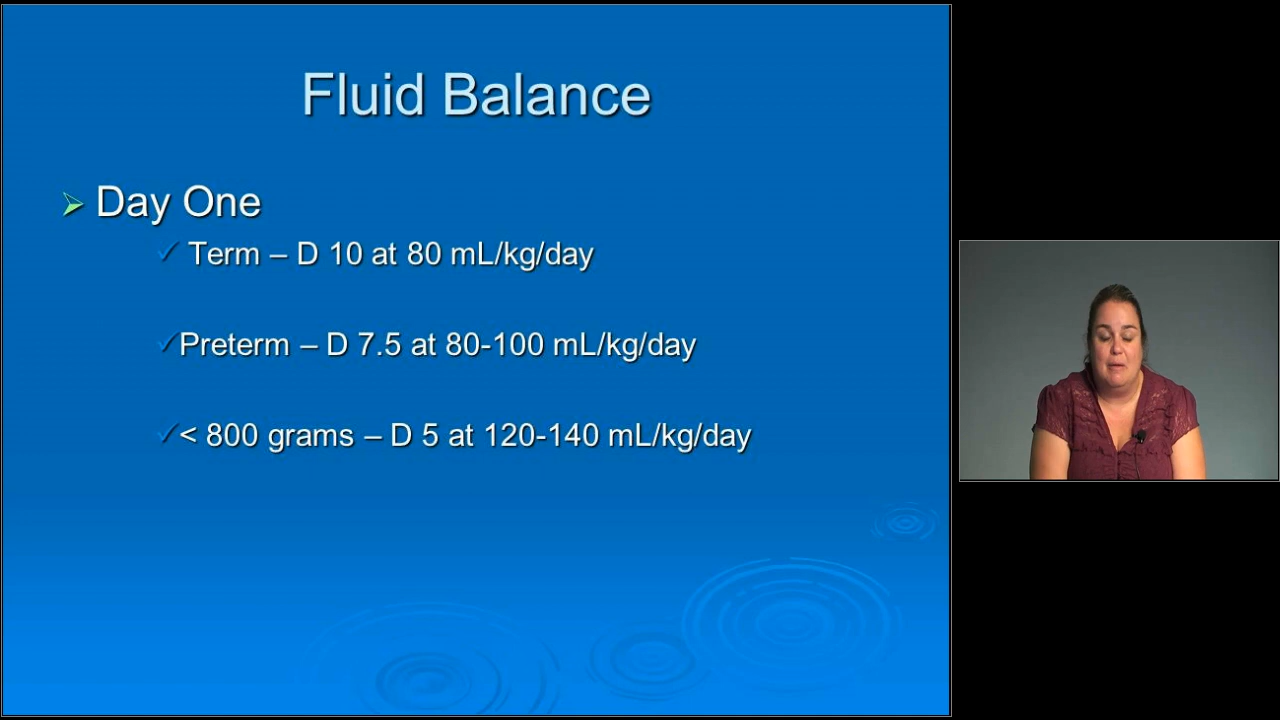 Fluid Balance
Day One
Term – D 10 at 80 mL/kg/day
Preterm – D 7.5 at 80-100 mL/kg/day
< 800 grams – D 5 at 120-140 mL/kg/day